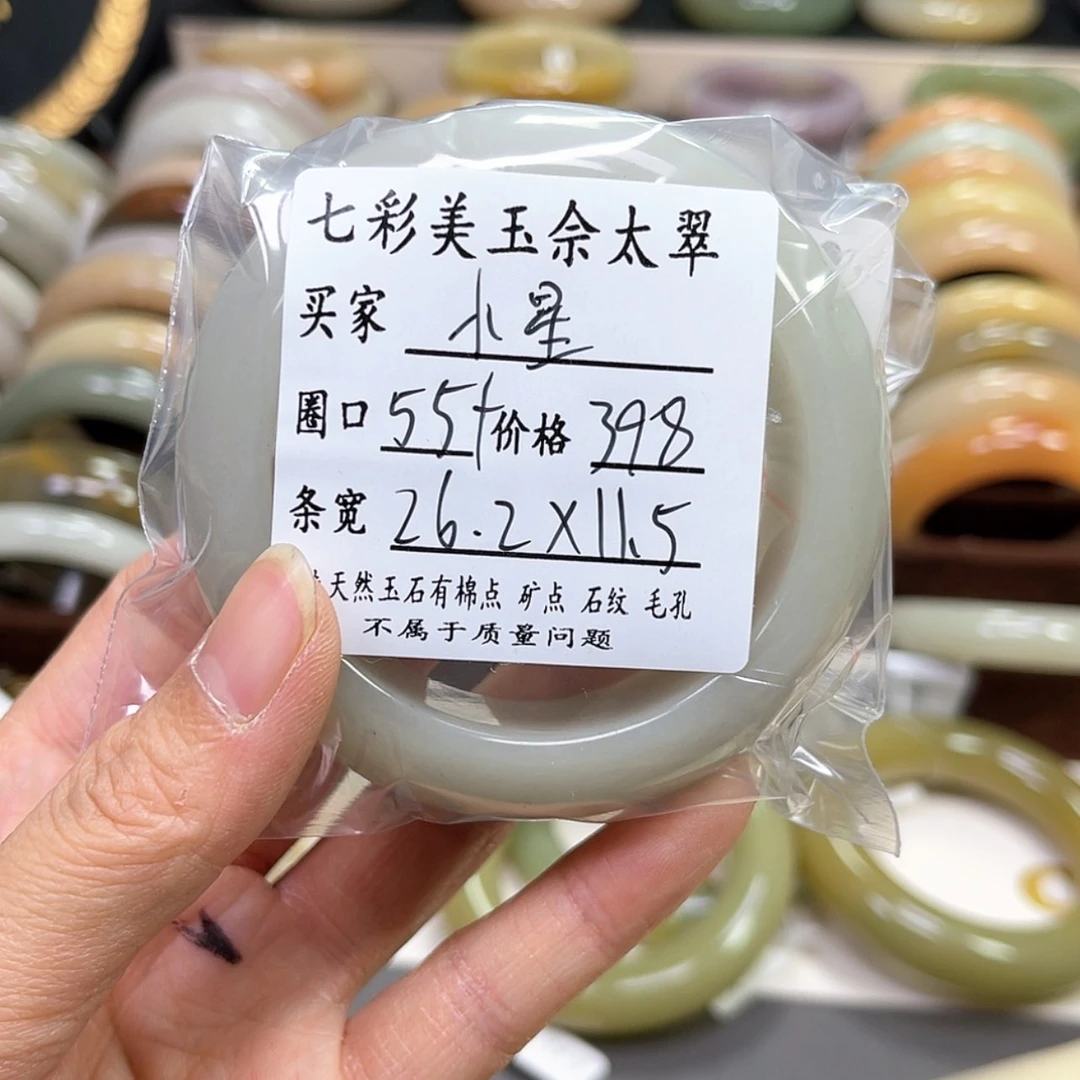 七彩美玉佘太翠
买家 小星
圈口 55+ 价格 398
条宽 26.2×11.5
天然玉石有棉点 矿点 石纹 毛孔
不属于质量问题